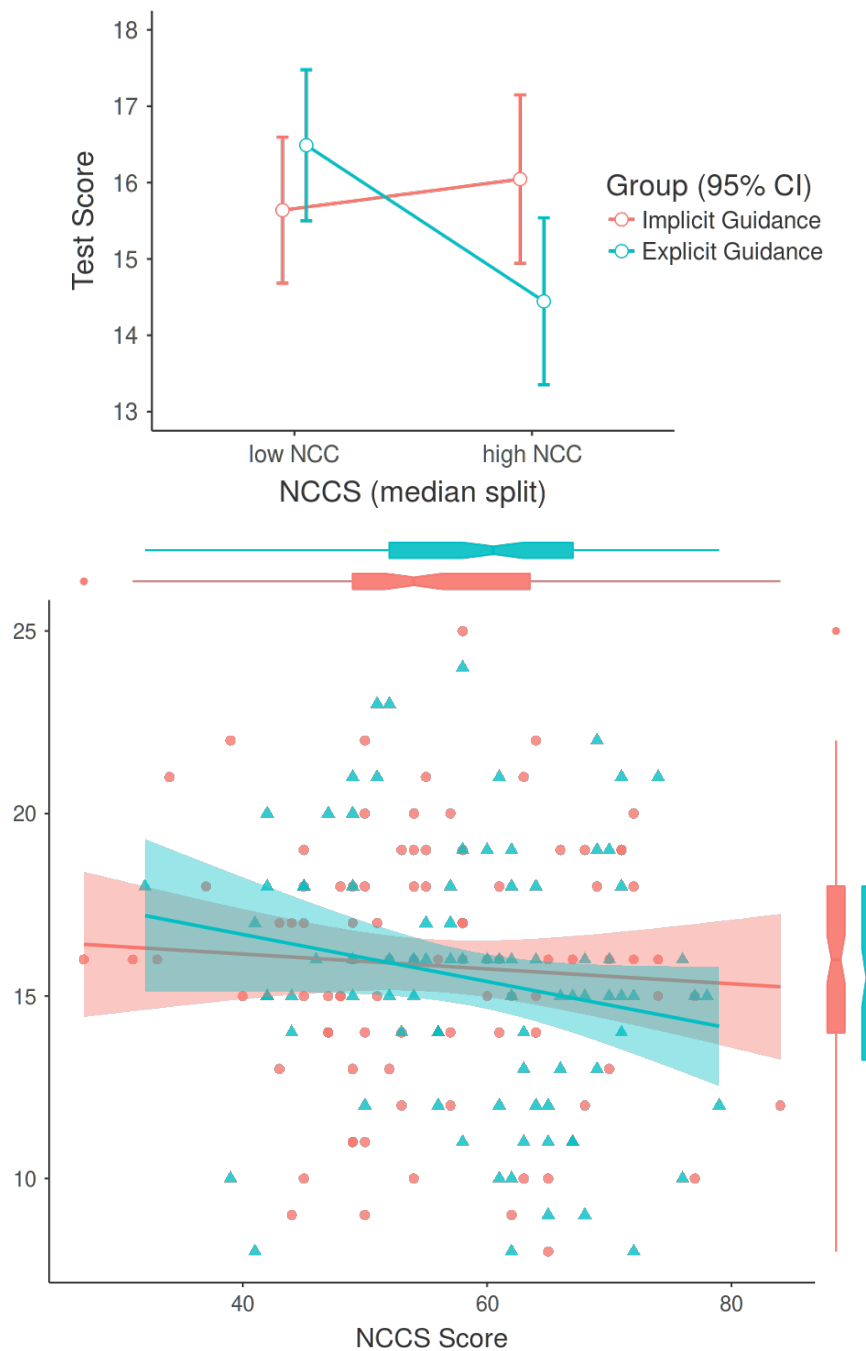 18
17
16
15
14
13
Test Score
low NCC
high NCC
NCCS (median split)
Group (95% CI)
Implicit Guidance
Explicit Guidance
25
20
15
10
40
60
80
NCCS Score